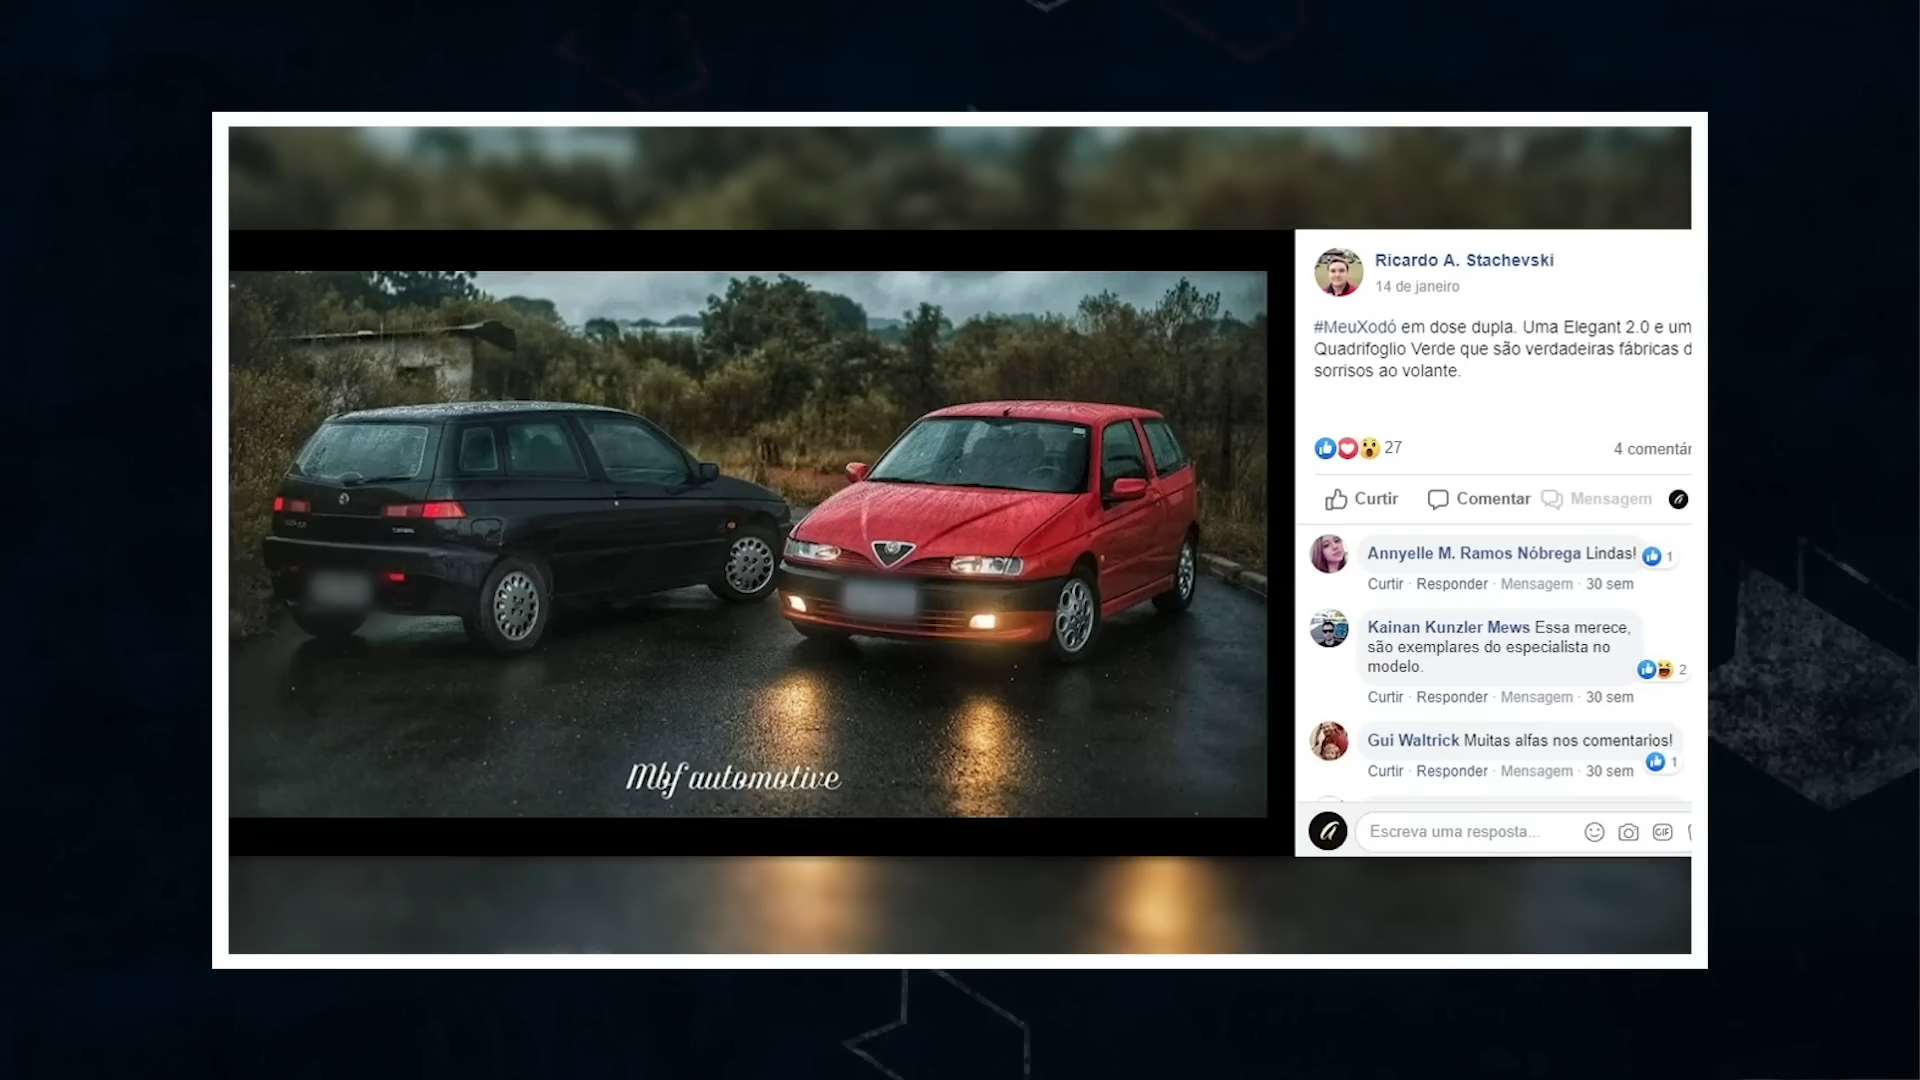 Mbf automotive
Ricardo A. Stachevski
14 de janeiro
#MeuXodó em dose dupla. Uma Elegant 2.0 e um
Quadrifoglio Verde que são verdadeiras fábricas d
sorrisos ao volante.
27
4 comentár
Curtir Comentar Mensagem
Annyelle M. Ramos Nóbrega Lindas! 1
Curtir · Responder · Mensagem · 30 sem
Kainan Kunzler Mews Essa merece,
são exemplares do especialista no
modelo. 2
Curtir · Responder · Mensagem · 30 sem
Gui Waltrick Muitas alfas nos comentarios!
Curtir · Responder · Mensagem · 30 sem 1
Escreva uma resposta... GIF